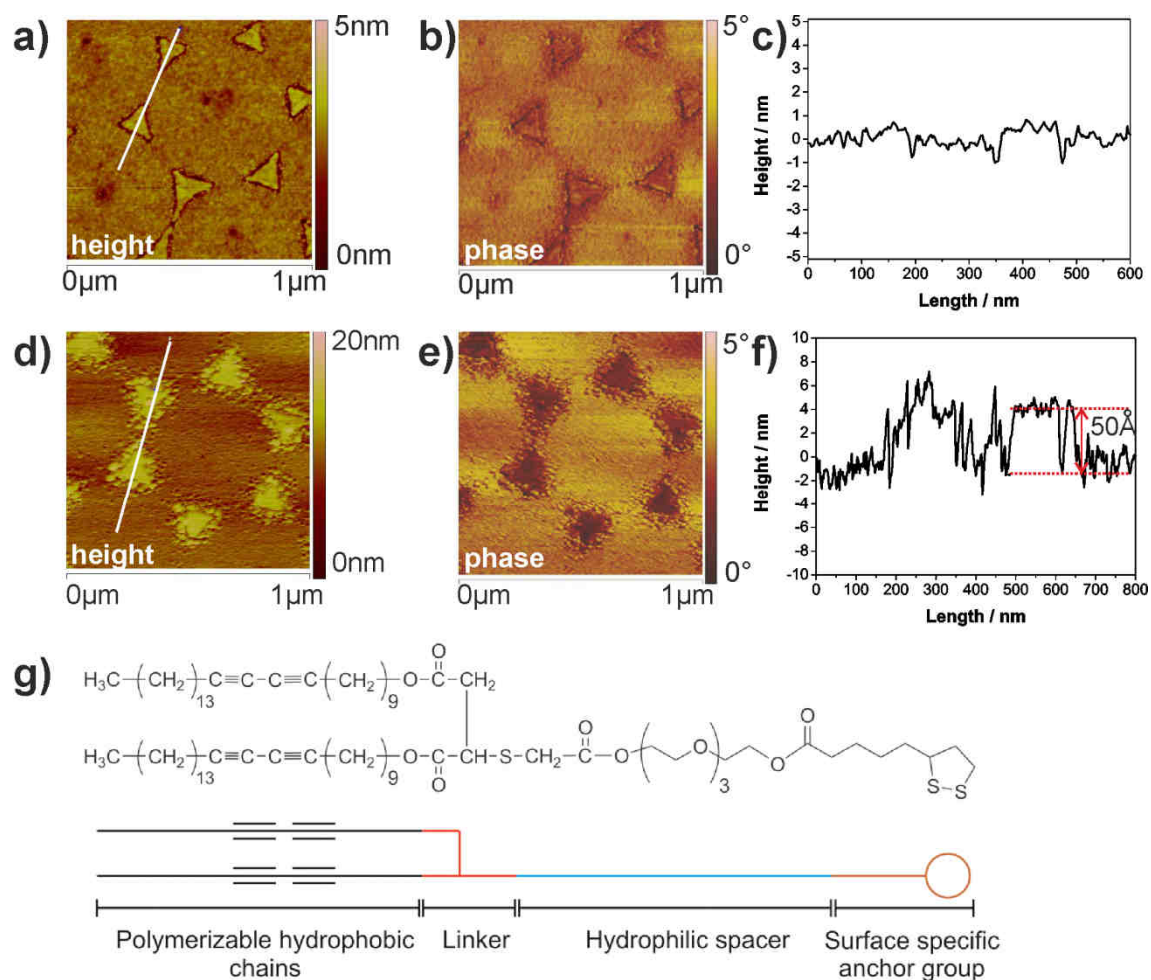 a)
5nm
height
0nm
0µm 1µm
b)
5°
phase
0°
0µm 1µm
c)
Height / nm
5
4
3
2
1
0
-1
-2
-3
-4
-5
0 100 200 300 400 500 600
Length / nm
d)
20nm
height
0nm
0µm 1µm
e)
5°
phase
0°
0µm 1µm
f)
Height / nm
10
8
6
4
2
0
-2
-4
-6
-8
-10
50Å
0 100 200 300 400 500 600 700 800
Length / nm
g)
O
H₃C—(CH₂)₁₃—C≡C—C≡C—(CH₂)₉—O—C—CH₂
O O
H₃C—(CH₂)₁₃—C≡C—C≡C—(CH₂)₉—O—C—CH—S—CH₂—C—O O 3 O
O
S-S
Polymerizable hydrophobic
chains
Linker
Hydrophilic spacer
Surface specific
anchor group